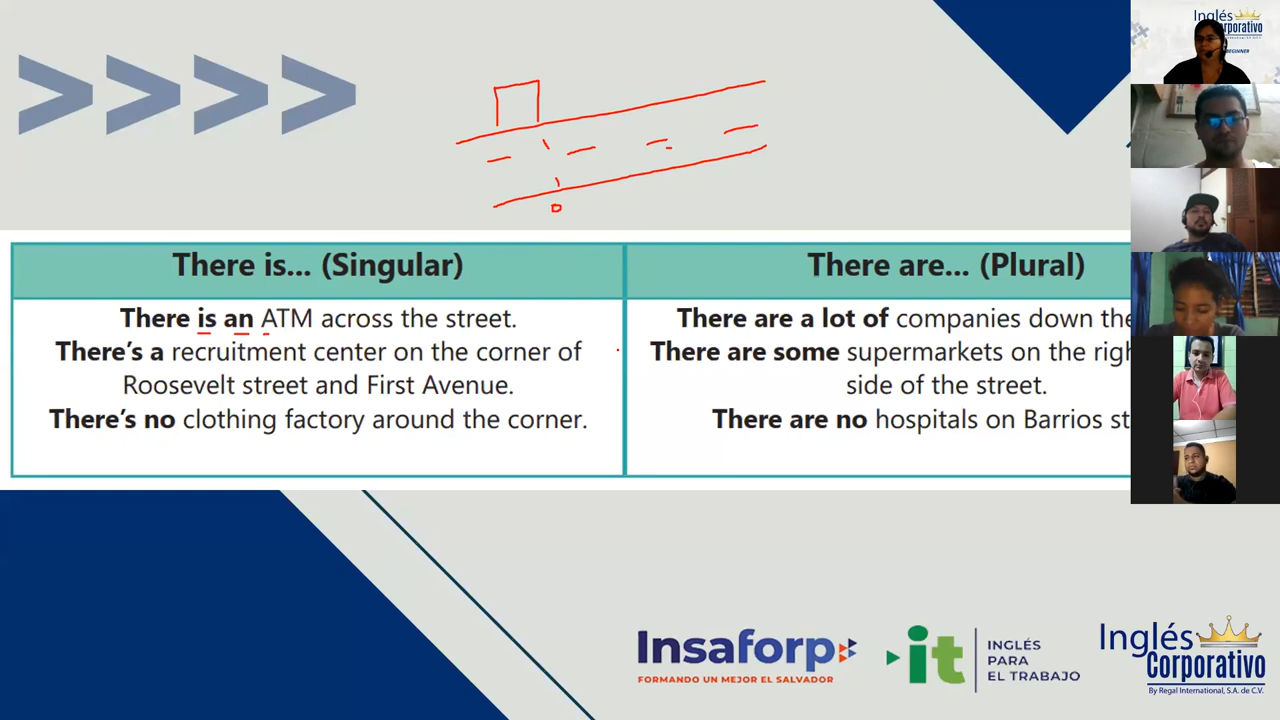 Inglés
Corporativo
BEGINNER
There is... (Singular)
There are... (Plural)
There is an ATM across the street.
There's a recruitment center on the corner of
Roosevelt street and First Avenue.
There's no clothing factory around the corner.
There are a lot of companies down the
There are some supermarkets on the righ
side of the street.
There are no hospitals on Barrios st
Insaforp
FORMANDO UN MEJOR EL SALVADOR
it
INGLÉS
PARA
EL TRABAJO
Inglés
Corporativo
By Regal International, S.A. de C.V.